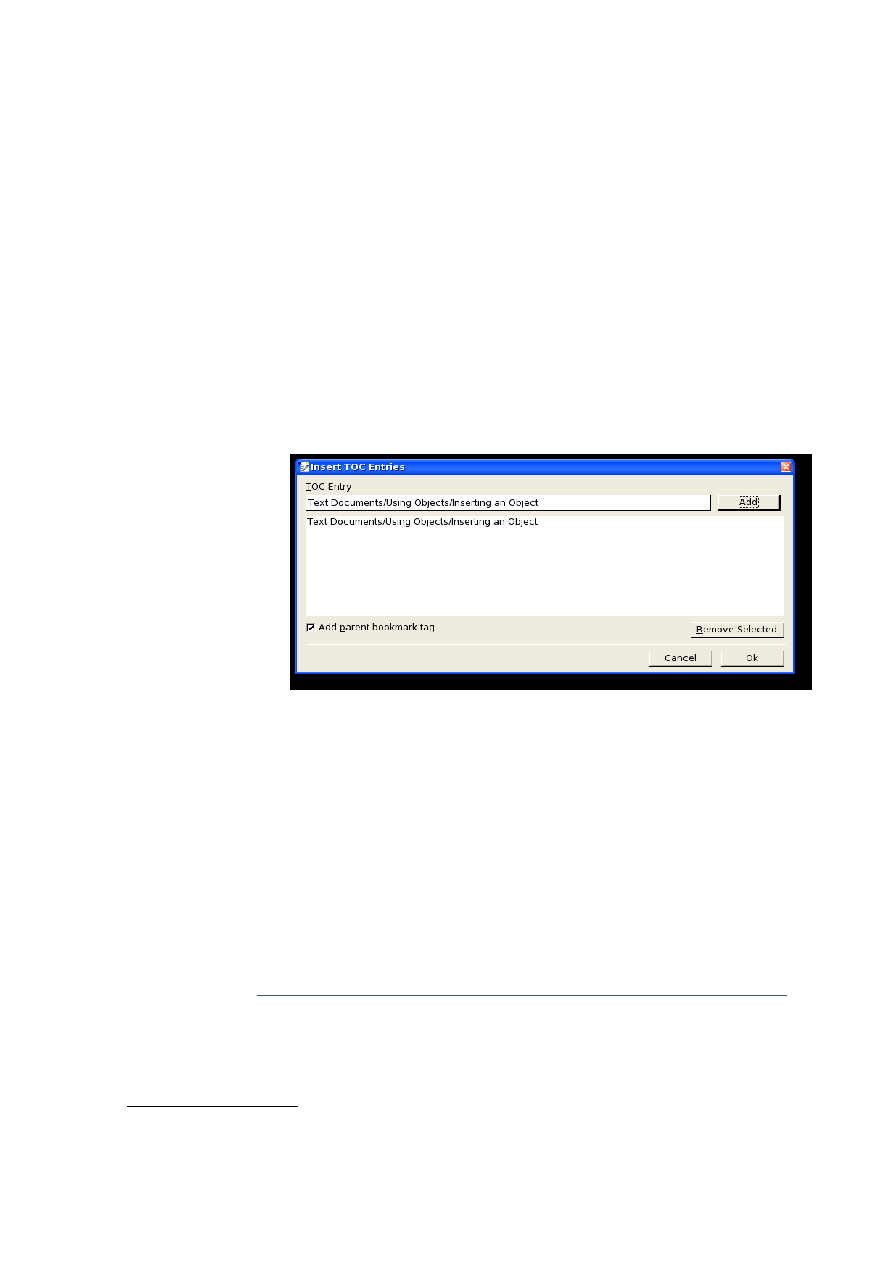 Insert TOC Entries
TOC Entry
Text Documents/Using Objects/Inserting an Object
Add
Text Documents/Using Objects/Inserting an Object
Add parent bookmark tag
Remove Selected
Cancel
Ok